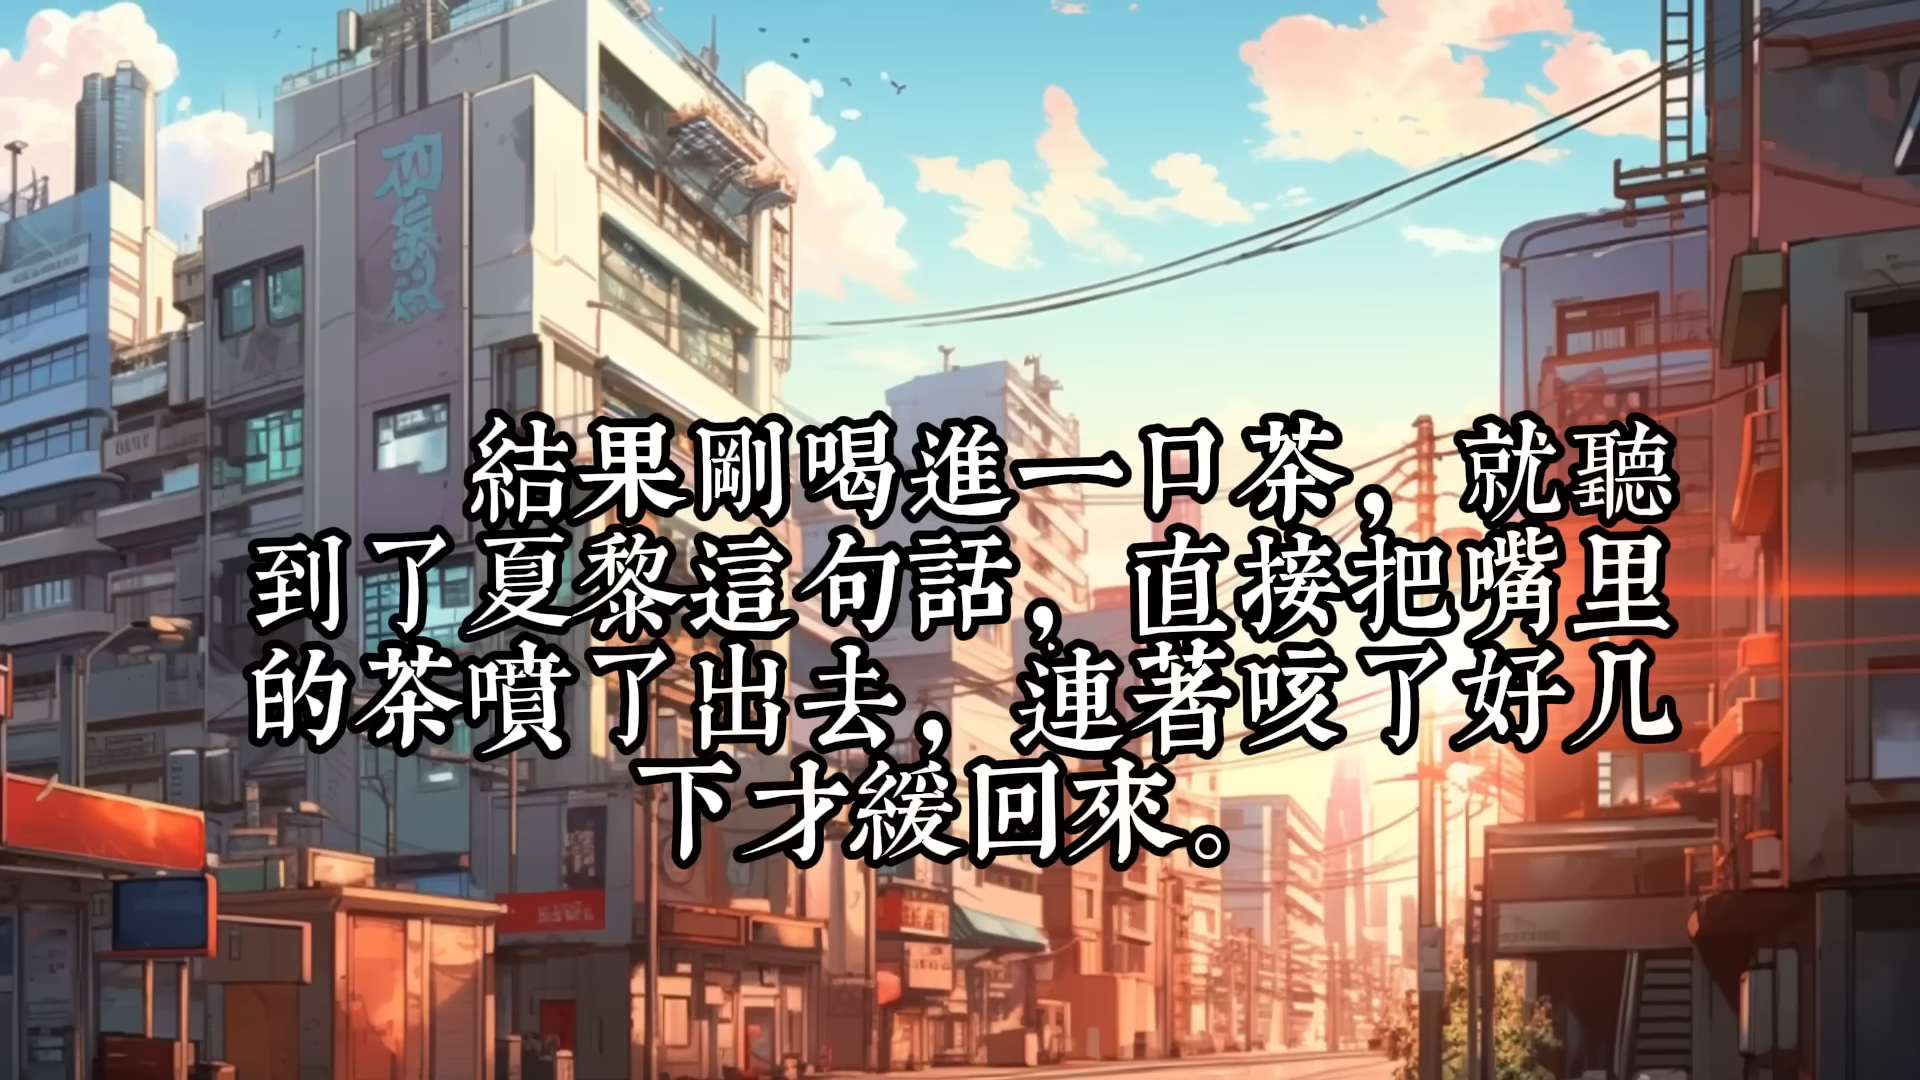 結果剛喝進一口茶，就聽
到了夏黎這句話，直接把嘴里
的茶噴了出去，連著咳了好几
下才緩回來。